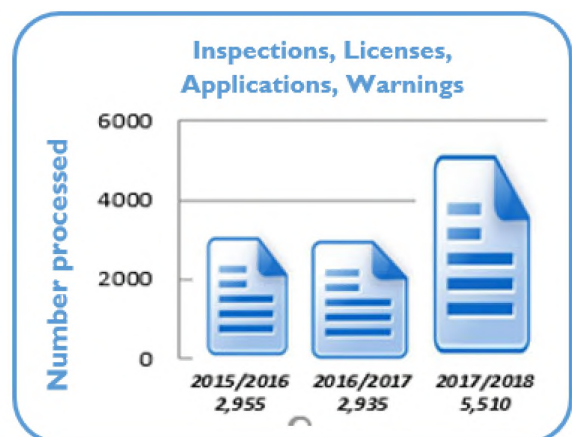 Inspections, Licenses,
Applications, Warnings
Number processed
6000
4000
2000
0
2015/2016 2016/2017 2017/2018
2,955 2,935 5,510